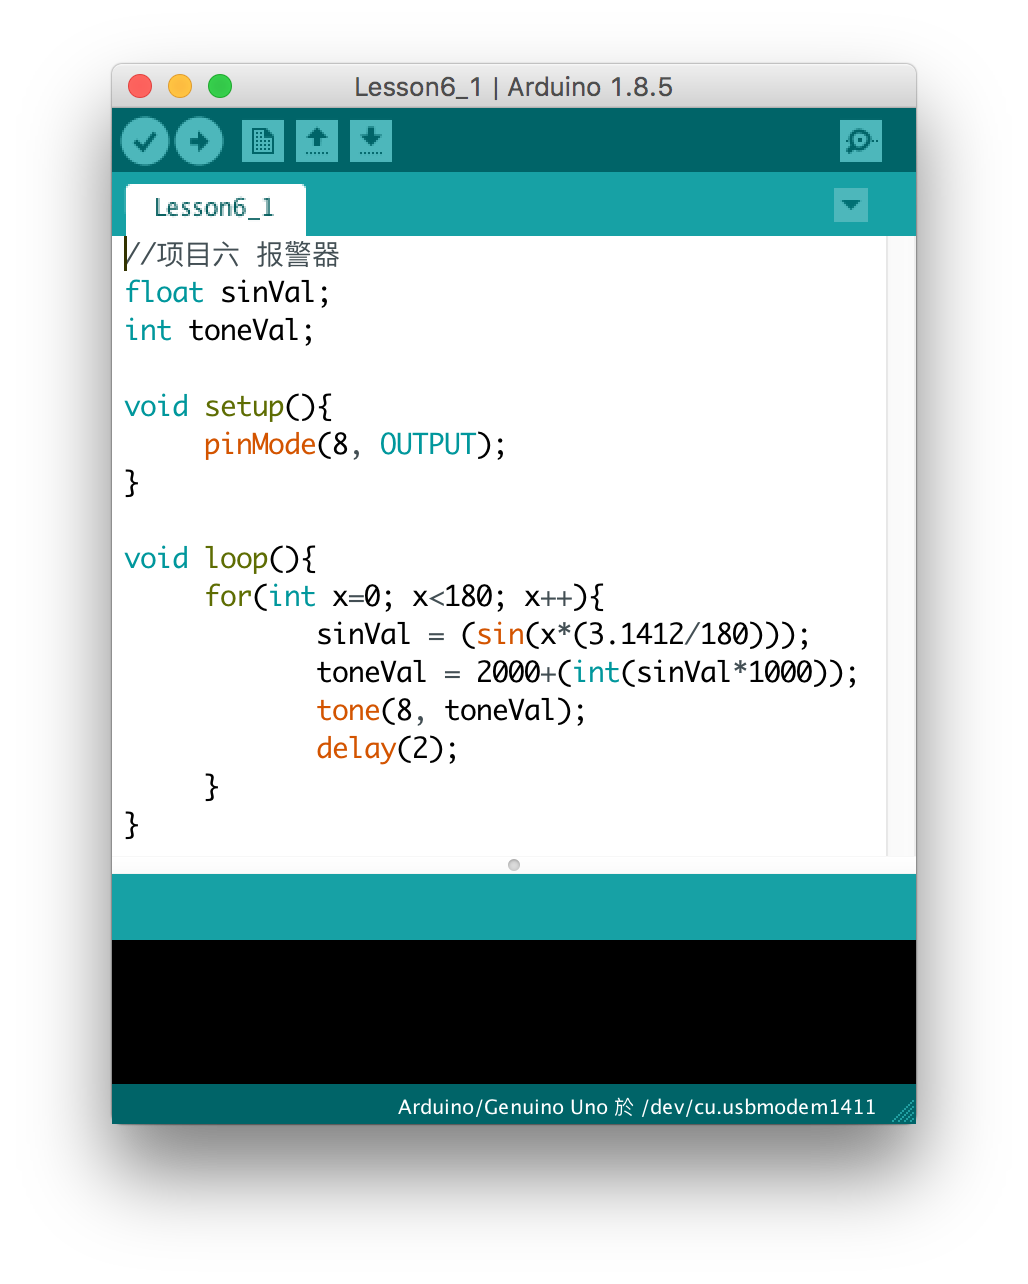 Lesson6_1 | Arduino 1.8.5
Lesson6_1
//项目六 报警器
float sinVal;
int toneVal;
void setup(){
pinMode(8, OUTPUT);
}
void loop(){
for(int x=0; x<180; x++){
sinVal = (sin(x*(3.1412/180)));
toneVal = 2000+(int(sinVal*1000));
tone(8, toneVal);
delay(2);
}
}
Arduino/Genuino Uno 於 /dev/cu.usbmodem1411